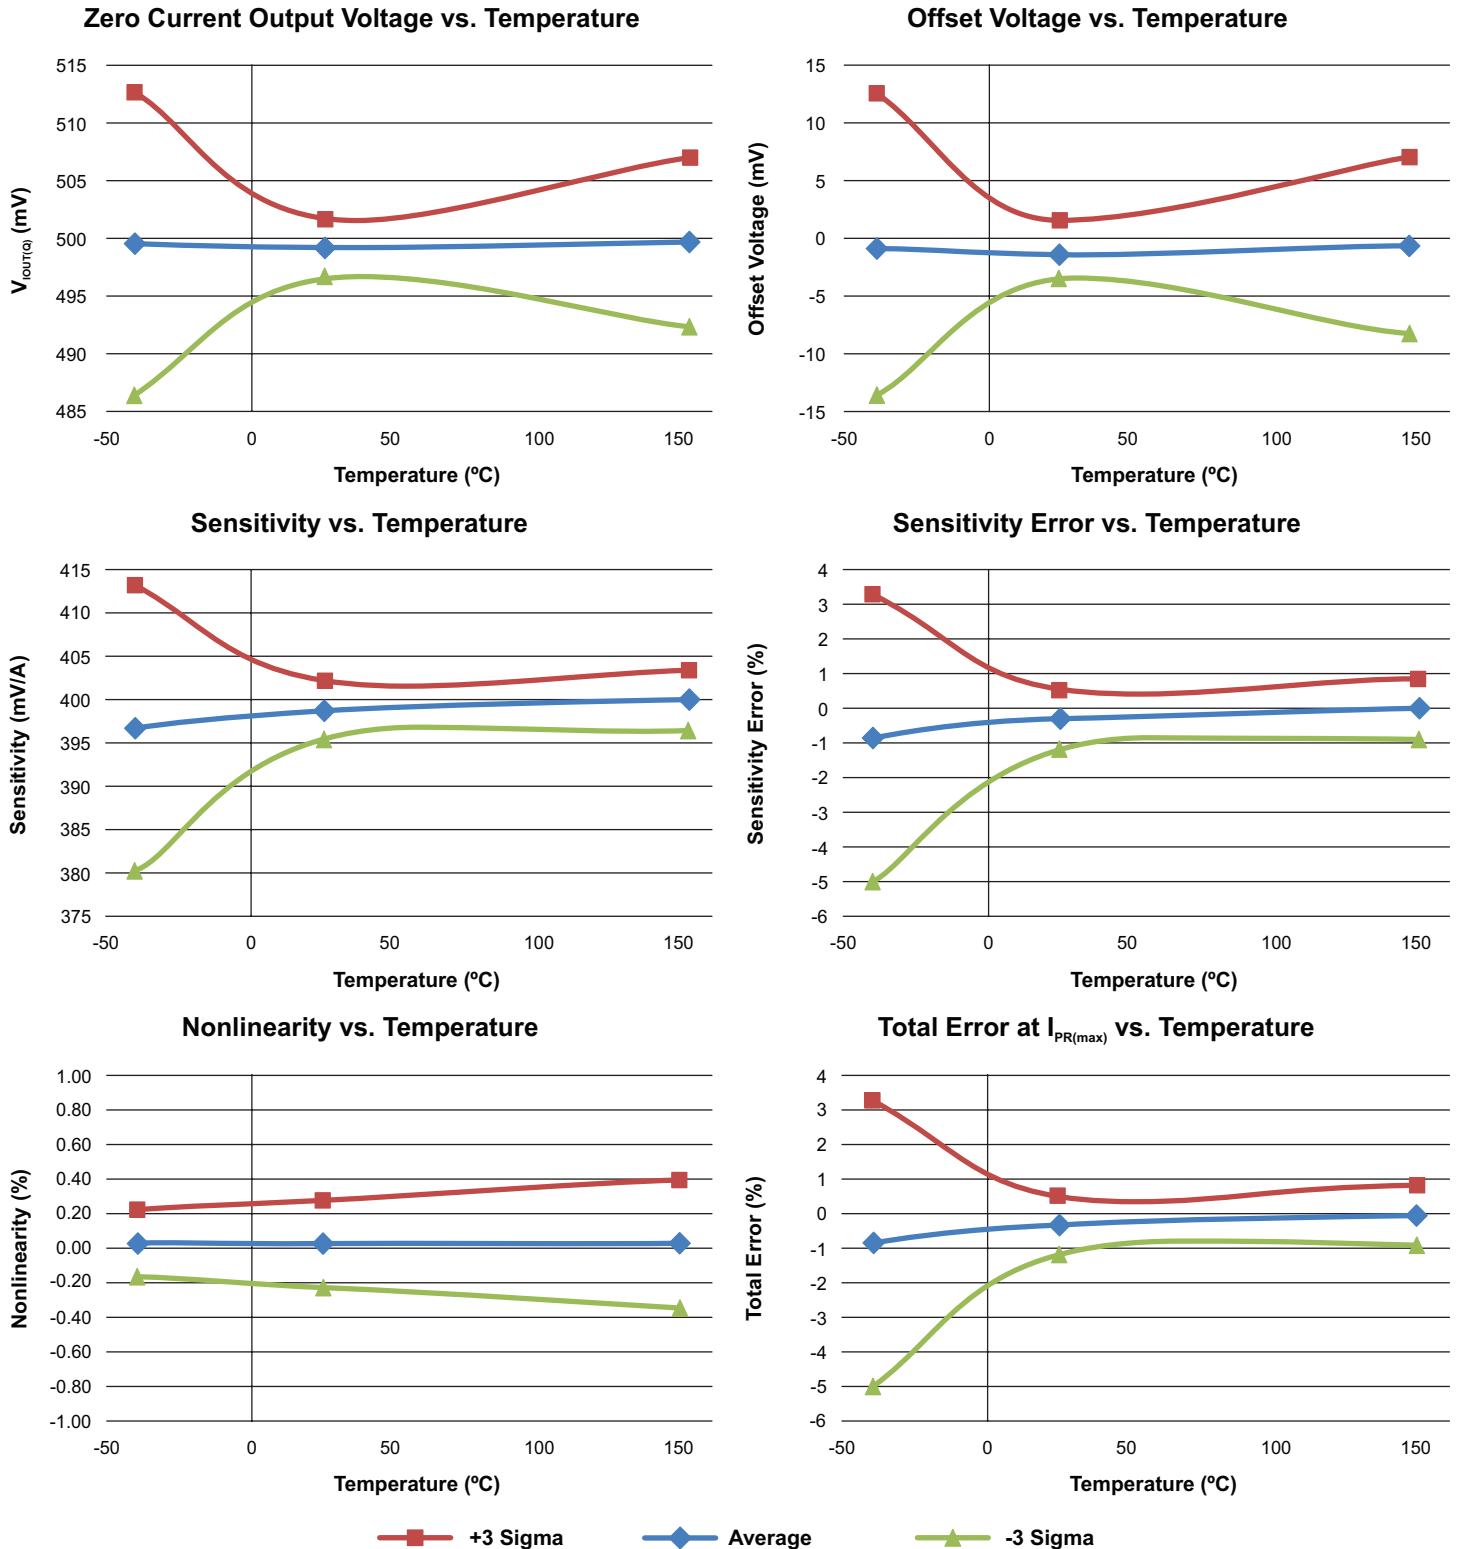 Zero Current Output Voltage vs. Temperature
515
510
505
500
495
490
485
-50 0 50 100 150
VIOUT(Q) (mV)
Temperature (ºC)
Offset Voltage vs. Temperature
15
10
5
0
-5
-10
-15
-50 0 50 100 150
Offset Voltage (mV)
Temperature (ºC)
Sensitivity vs. Temperature
415
410
405
400
395
390
385
380
375
-50 0 50 100 150
Sensitivity (mV/A)
Temperature (ºC)
Sensitivity Error vs. Temperature
4
3
2
1
0
-1
-2
-3
-4
-5
-6
-50 0 50 100 150
Sensitivity Error (%)
Temperature (ºC)
Nonlinearity vs. Temperature
1.00
0.80
0.60
0.40
0.20
0.00
-0.20
-0.40
-0.60
-0.80
-1.00
-50 0 50 100 150
Nonlinearity (%)
Temperature (ºC)
Total Error at IPR(max) vs. Temperature
4
3
2
1
0
-1
-2
-3
-4
-5
-6
-50 0 50 100 150
Total Error (%)
Temperature (ºC)
+3 Sigma Average -3 Sigma